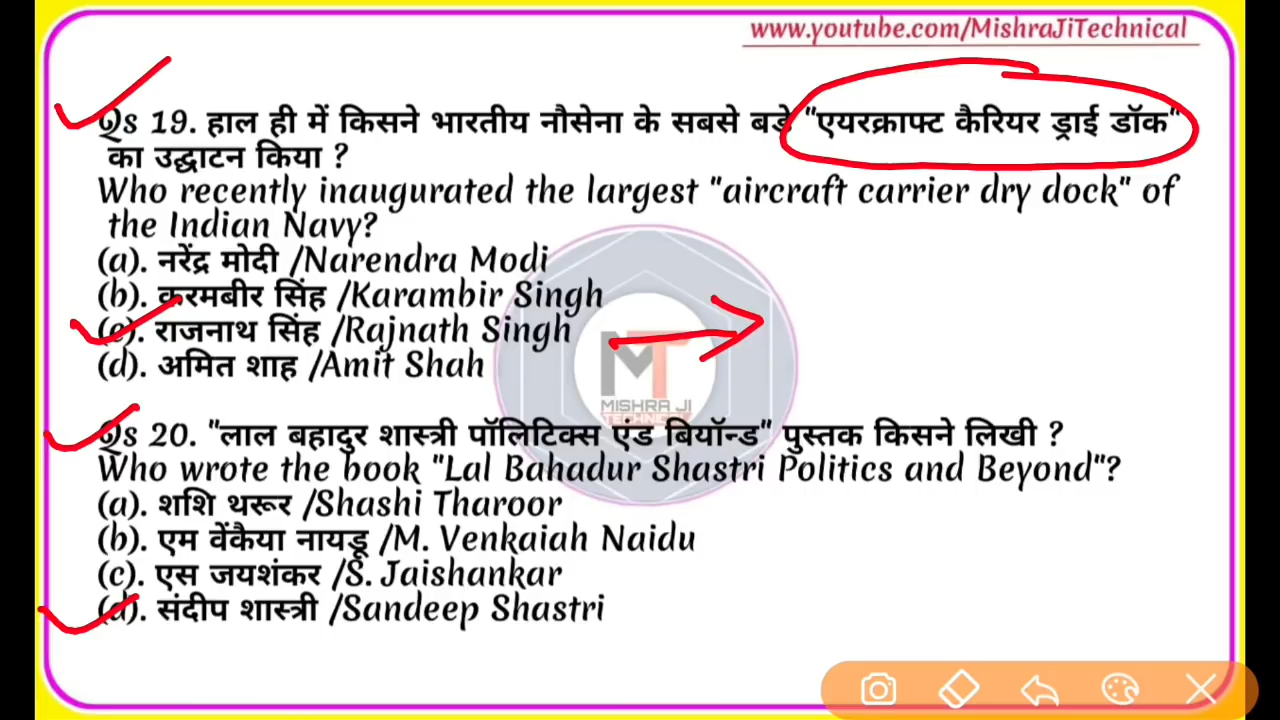 www.youtube.com/MishraJiTechnical
Qs 19. हाल ही में किसने भारतीय नौसेना के सबसे बड़े "एयरक्राफ्ट कैरियर ड्राई डॉक"
का उद्घाटन किया ?
Who recently inaugurated the largest "aircraft carrier dry dock" of
the Indian Navy?
(a). नरेंद्र मोदी /Narendra Modi
(b). करमबीर सिंह /Karambir Singh
(c). राजनाथ सिंह /Rajnath Singh
(d). अमित शाह /Amit Shah
MT
MISHRA JI
TECHNICAL
Qs 20. "लाल बहादुर शास्त्री पॉलिटिक्स एंड बियॉन्ड" पुस्तक किसने लिखी ?
Who wrote the book "Lal Bahadur Shastri Politics and Beyond"?
(a). शशि थरूर /Shashi Tharoor
(b). एम वेंकैया नायडू /M. Venkaiah Naidu
(c). एस जयशंकर /S. Jaishankar
(d). संदीप शास्त्री /Sandeep Shastri